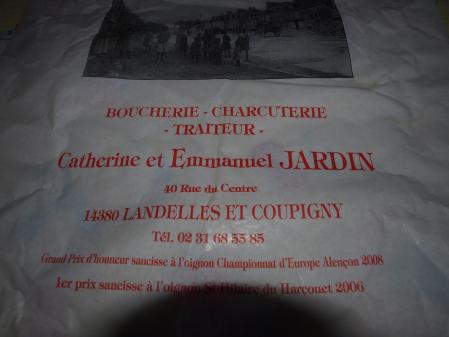 BOUCHERIE - CHARCUTERIE
- TRAITEUR -
Catherine et Emmanuel JARDIN
40 Rue du Centre
14380 LANDELLES ET COUPIGNY
Tél. 02 31 68 55 85
Grand Prix d'honneur saucisse à l'oignon Championnat d'Europe Alençon 2008
1er prix saucisse à l'oignon St Hilaire du Harcouet 2006